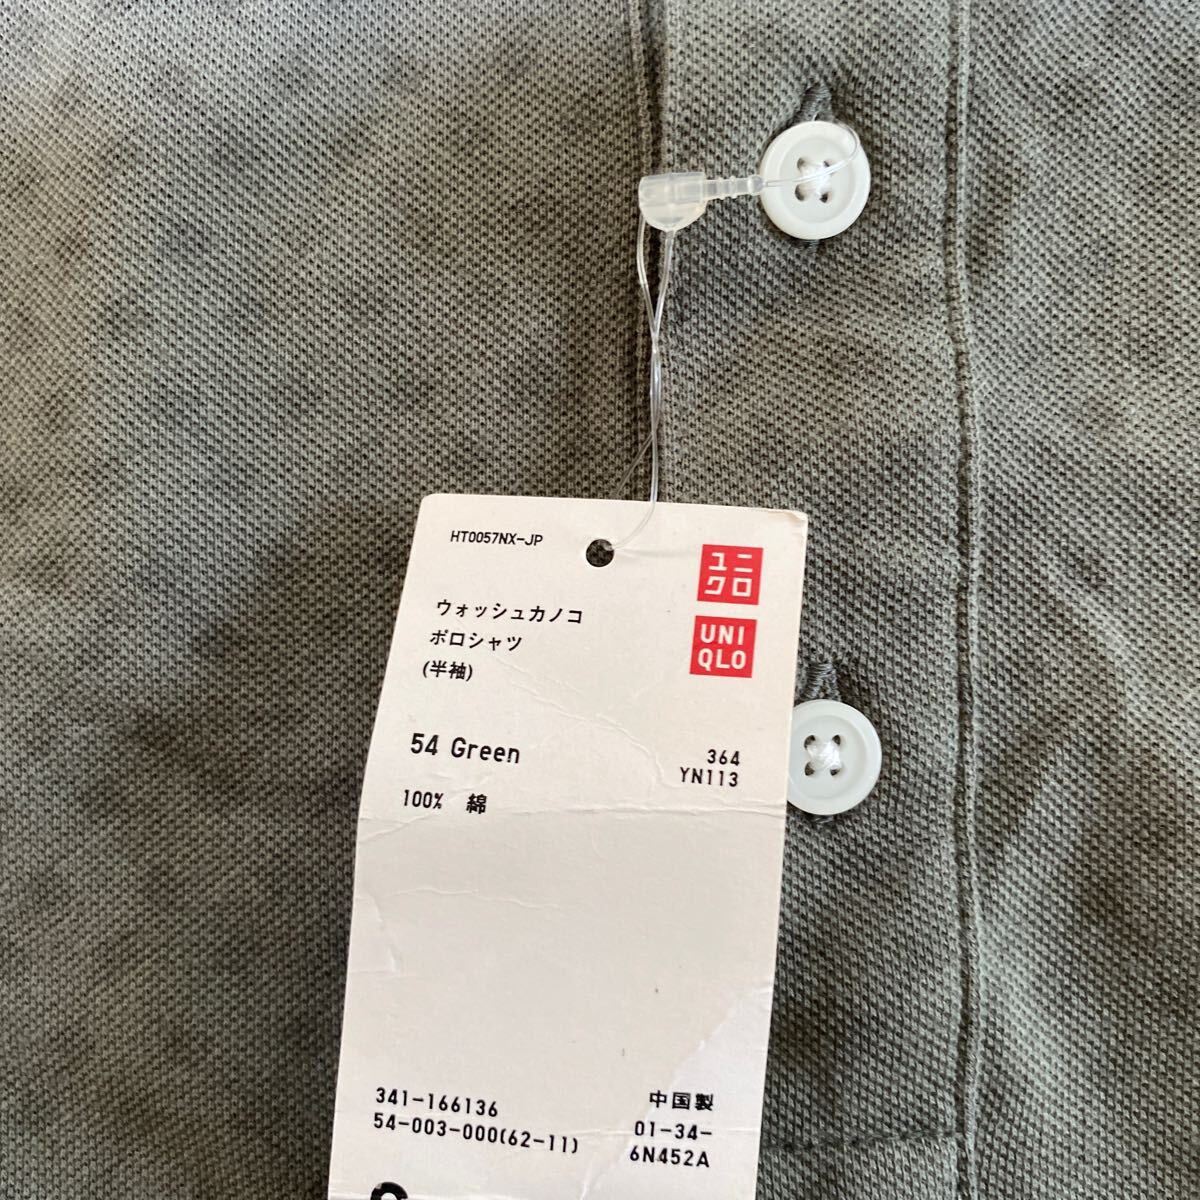 HT0057NX-JP
ユニ
クロ
UNI
QLO
ウォッシュカノコ
ポロシャツ
(半袖)
54 Green
364
YN113
100% 綿
341-166136
54-003-000(62-11)
中国製
01-34-
6N452A